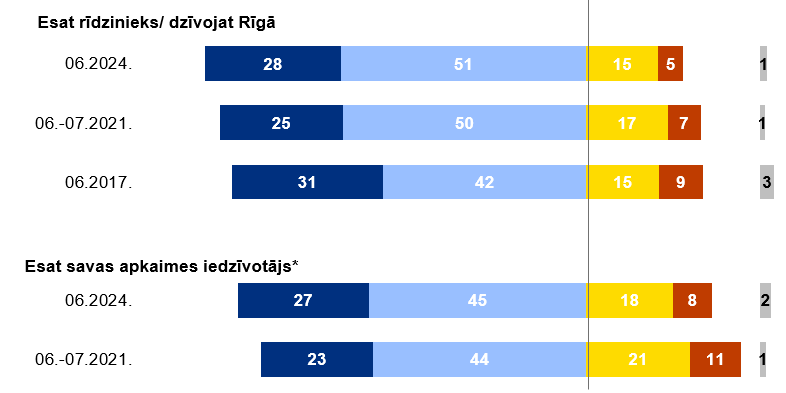 Esat rīdzinieks/ dzīvojat Rīgā
06.2024. 28 51 15 5 1
06.-07.2021. 25 50 17 7 1
06.2017. 31 42 15 9 3
Esat savas apkaimes iedzīvotājs*
06.2024. 27 45 18 8 2
06.-07.2021. 23 44 21 11 1